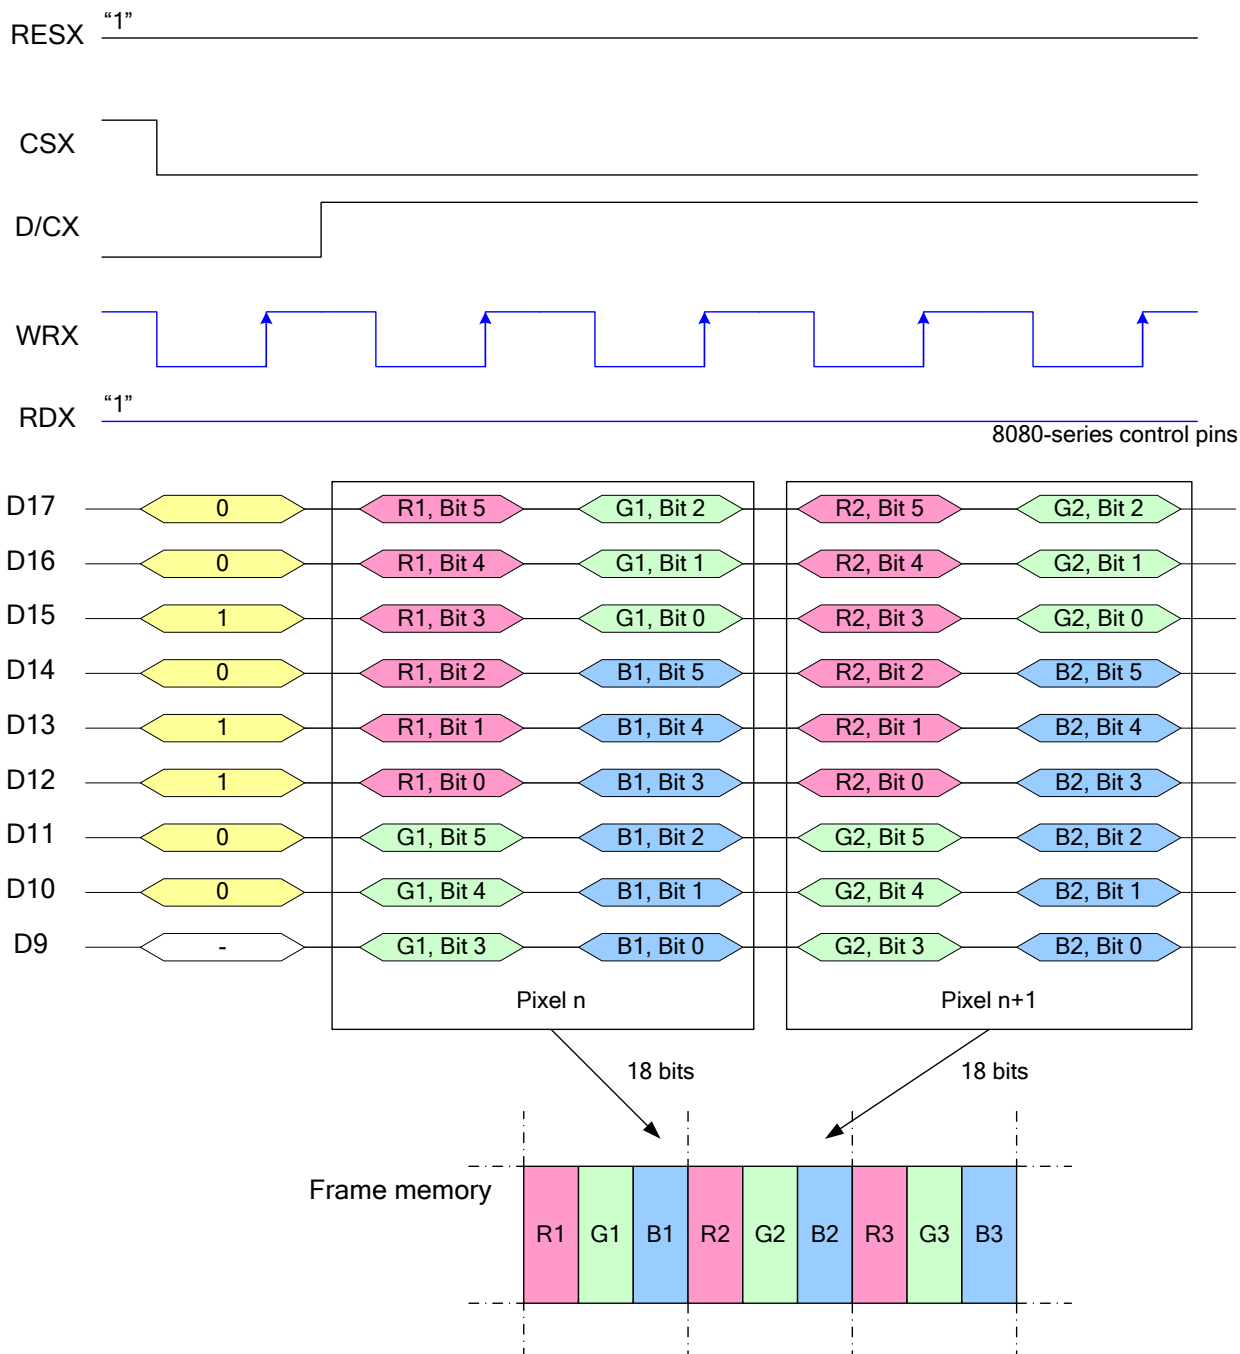 RESX “1”
CSX
D/CX
WRX
RDX “1”
8080-series control pins
D17 0 R1, Bit 5 G1, Bit 2 R2, Bit 5 G2, Bit 2
D16 0 R1, Bit 4 G1, Bit 1 R2, Bit 4 G2, Bit 1
D15 1 R1, Bit 3 G1, Bit 0 R2, Bit 3 G2, Bit 0
D14 0 R1, Bit 2 B1, Bit 5 R2, Bit 2 B2, Bit 5
D13 1 R1, Bit 1 B1, Bit 4 R2, Bit 1 B2, Bit 4
D12 1 R1, Bit 0 B1, Bit 3 R2, Bit 0 B2, Bit 3
D11 0 G1, Bit 5 B1, Bit 2 G2, Bit 5 B2, Bit 2
D10 0 G1, Bit 4 B1, Bit 1 G2, Bit 4 B2, Bit 1
D9 - G1, Bit 3 B1, Bit 0 G2, Bit 3 B2, Bit 0
Pixel n Pixel n+1
18 bits 18 bits
Frame memory
R1 G1 B1 R2 G2 B2 R3 G3 B3